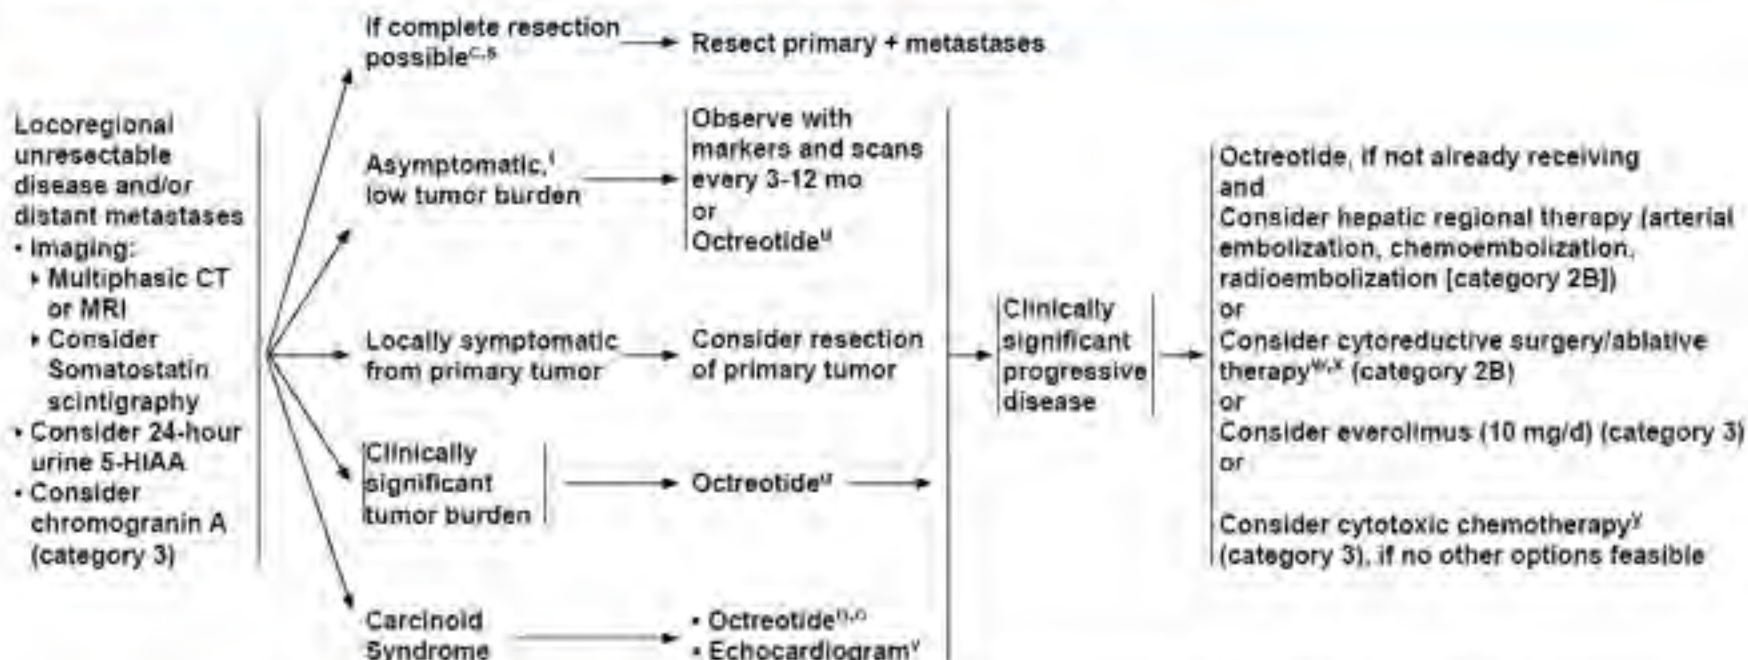 If complete resection
possible
Resect primary + metastases
Locoregional
unresectable
disease and/or
distant metastases
• Imaging:
‣ Multiphasic CT
or MRI
‣ Consider
Somatostatin
scintigraphy
• Consider 24-hour
urine 5-HIAA
• Consider
chromogranin A
(category 3)
Asymptomatic,
low tumor burden
Observe with
markers and scans
every 3-12 mo
or
Octreotide
Locally symptomatic
from primary tumor
Consider resection
of primary tumor
Clinically
significant
tumor burden
Octreotide
Carcinoid
Syndrome
• Octreotide
• Echocardiogram
Clinically
significant
progressive
disease
Octreotide, if not already receiving
and
Consider hepatic regional therapy (arterial
embolization, chemoembolization,
radioembolization [category 2B])
or
Consider cytoreductive surgery/ablative
therapy (category 2B)
or
Consider everolimus (10 mg/d) (category 3)
or
Consider cytotoxic chemotherapy
(category 3), if no other options feasible